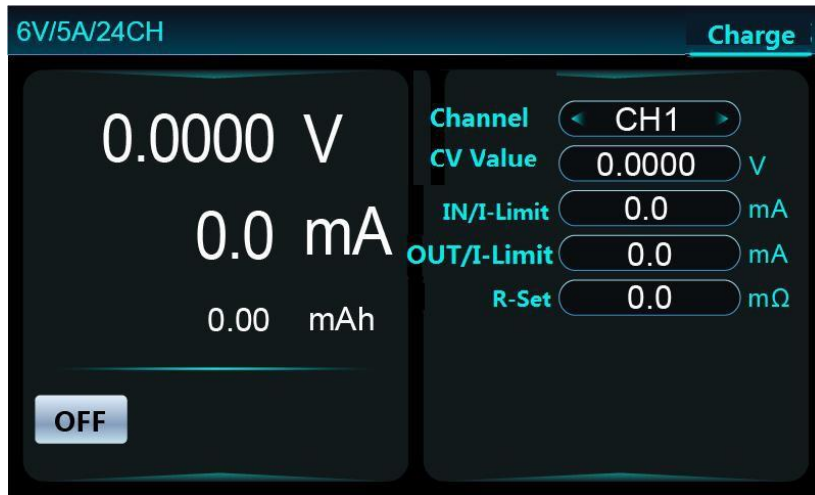 6V/5A/24CH
Charge
0.0000 V
0.0 mA
0.00 mAh
OFF
Channel CH1
CV Value 0.0000 V
IN/I-Limit 0.0 mA
OUT/I-Limit 0.0 mA
R-Set 0.0 mΩ